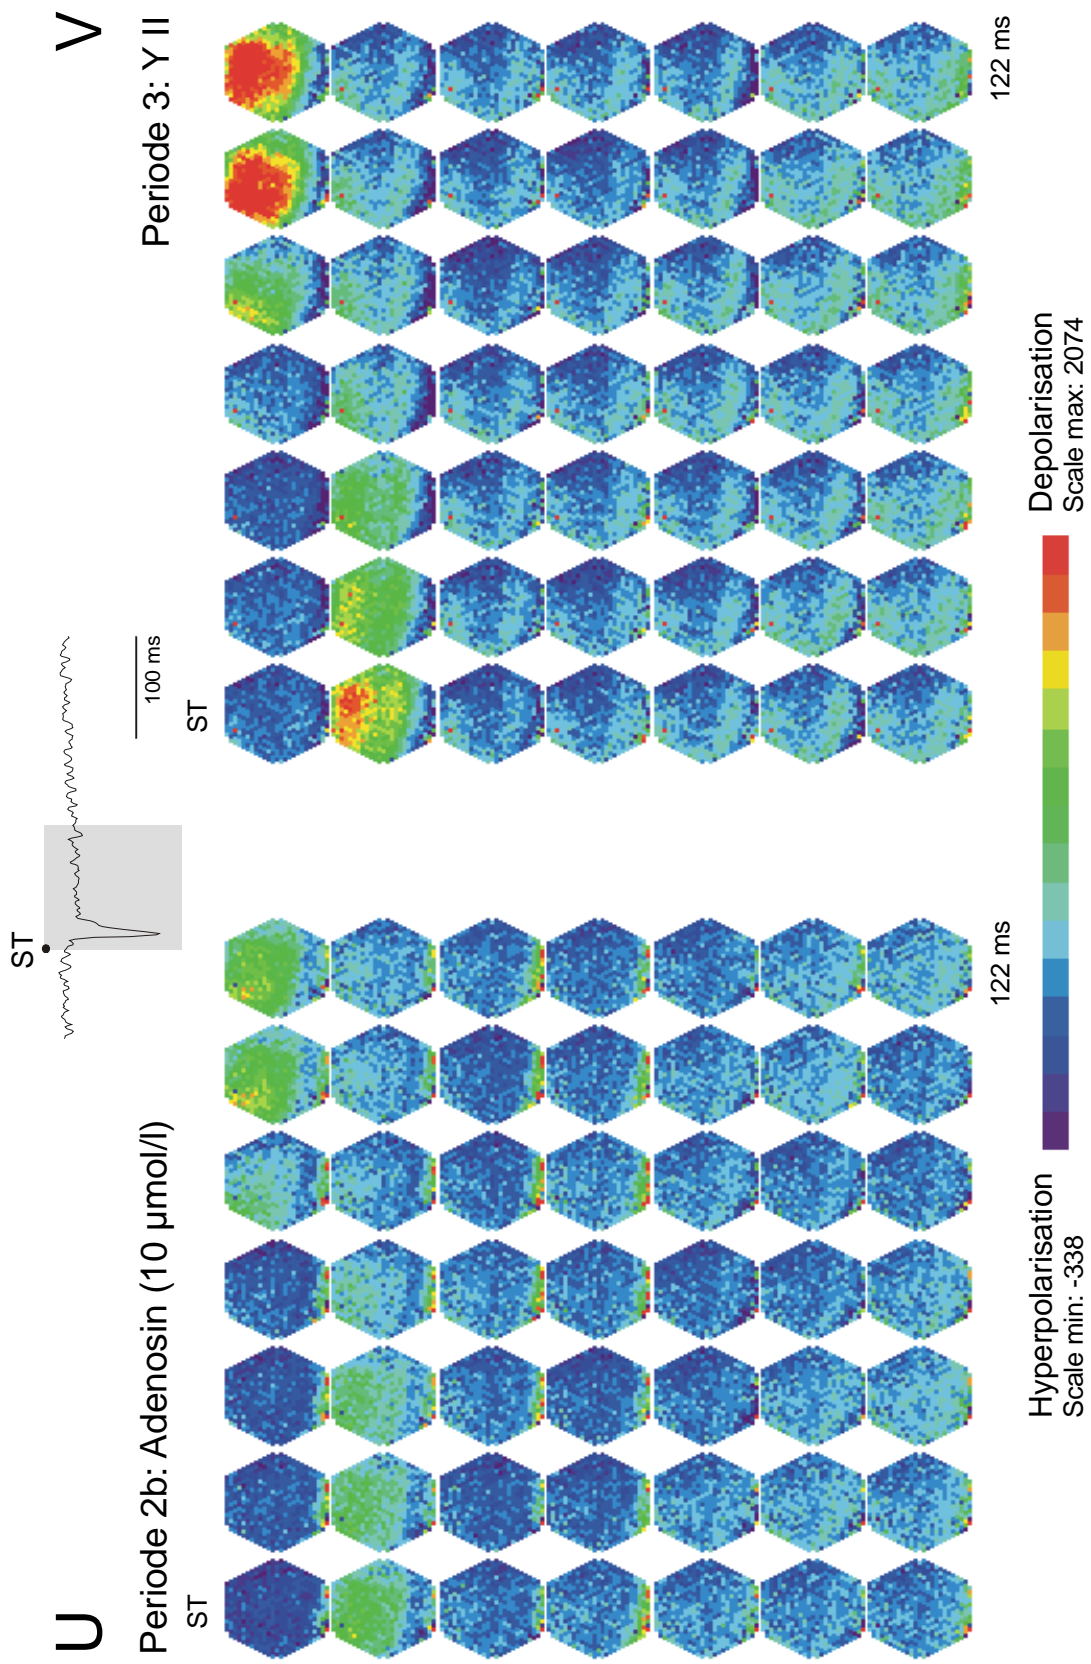 U
V
ST
100 ms
Periode 2b: Adenosin (10 µmol/l)
Periode 3: Y II
ST
ST
122 ms
122 ms
Hyperpolarisation
Scale min: -338
Depolarisation
Scale max: 2074